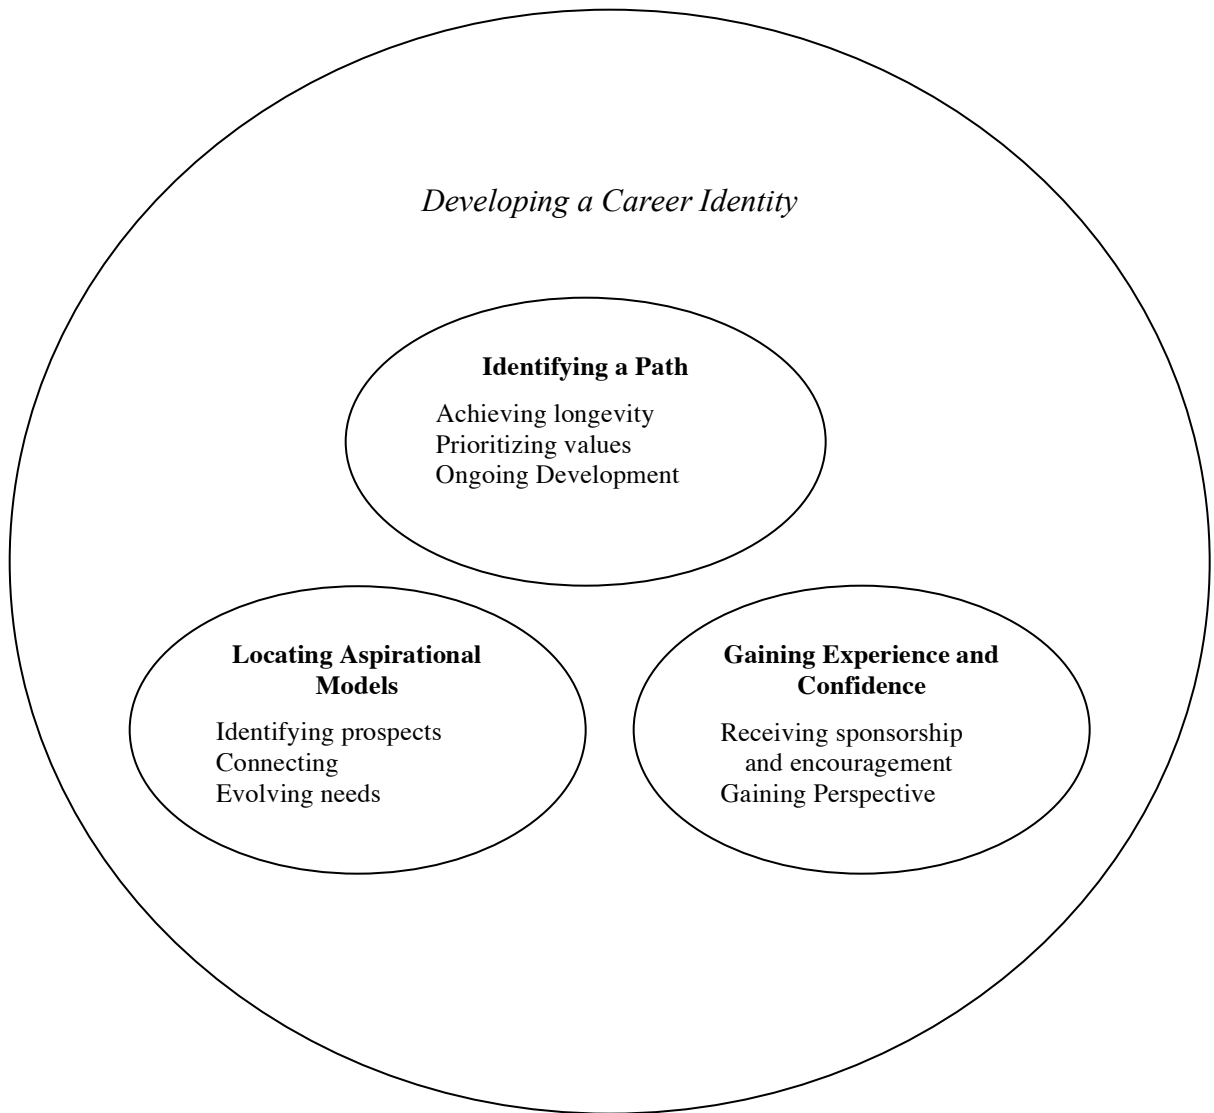 Developing a Career Identity
Identifying a Path
Achieving longevity
Prioritizing values
Ongoing Development
Locating Aspirational
Models
Identifying prospects
Connecting
Evolving needs
Gaining Experience and
Confidence
Receiving sponsorship
and encouragement
Gaining Perspective